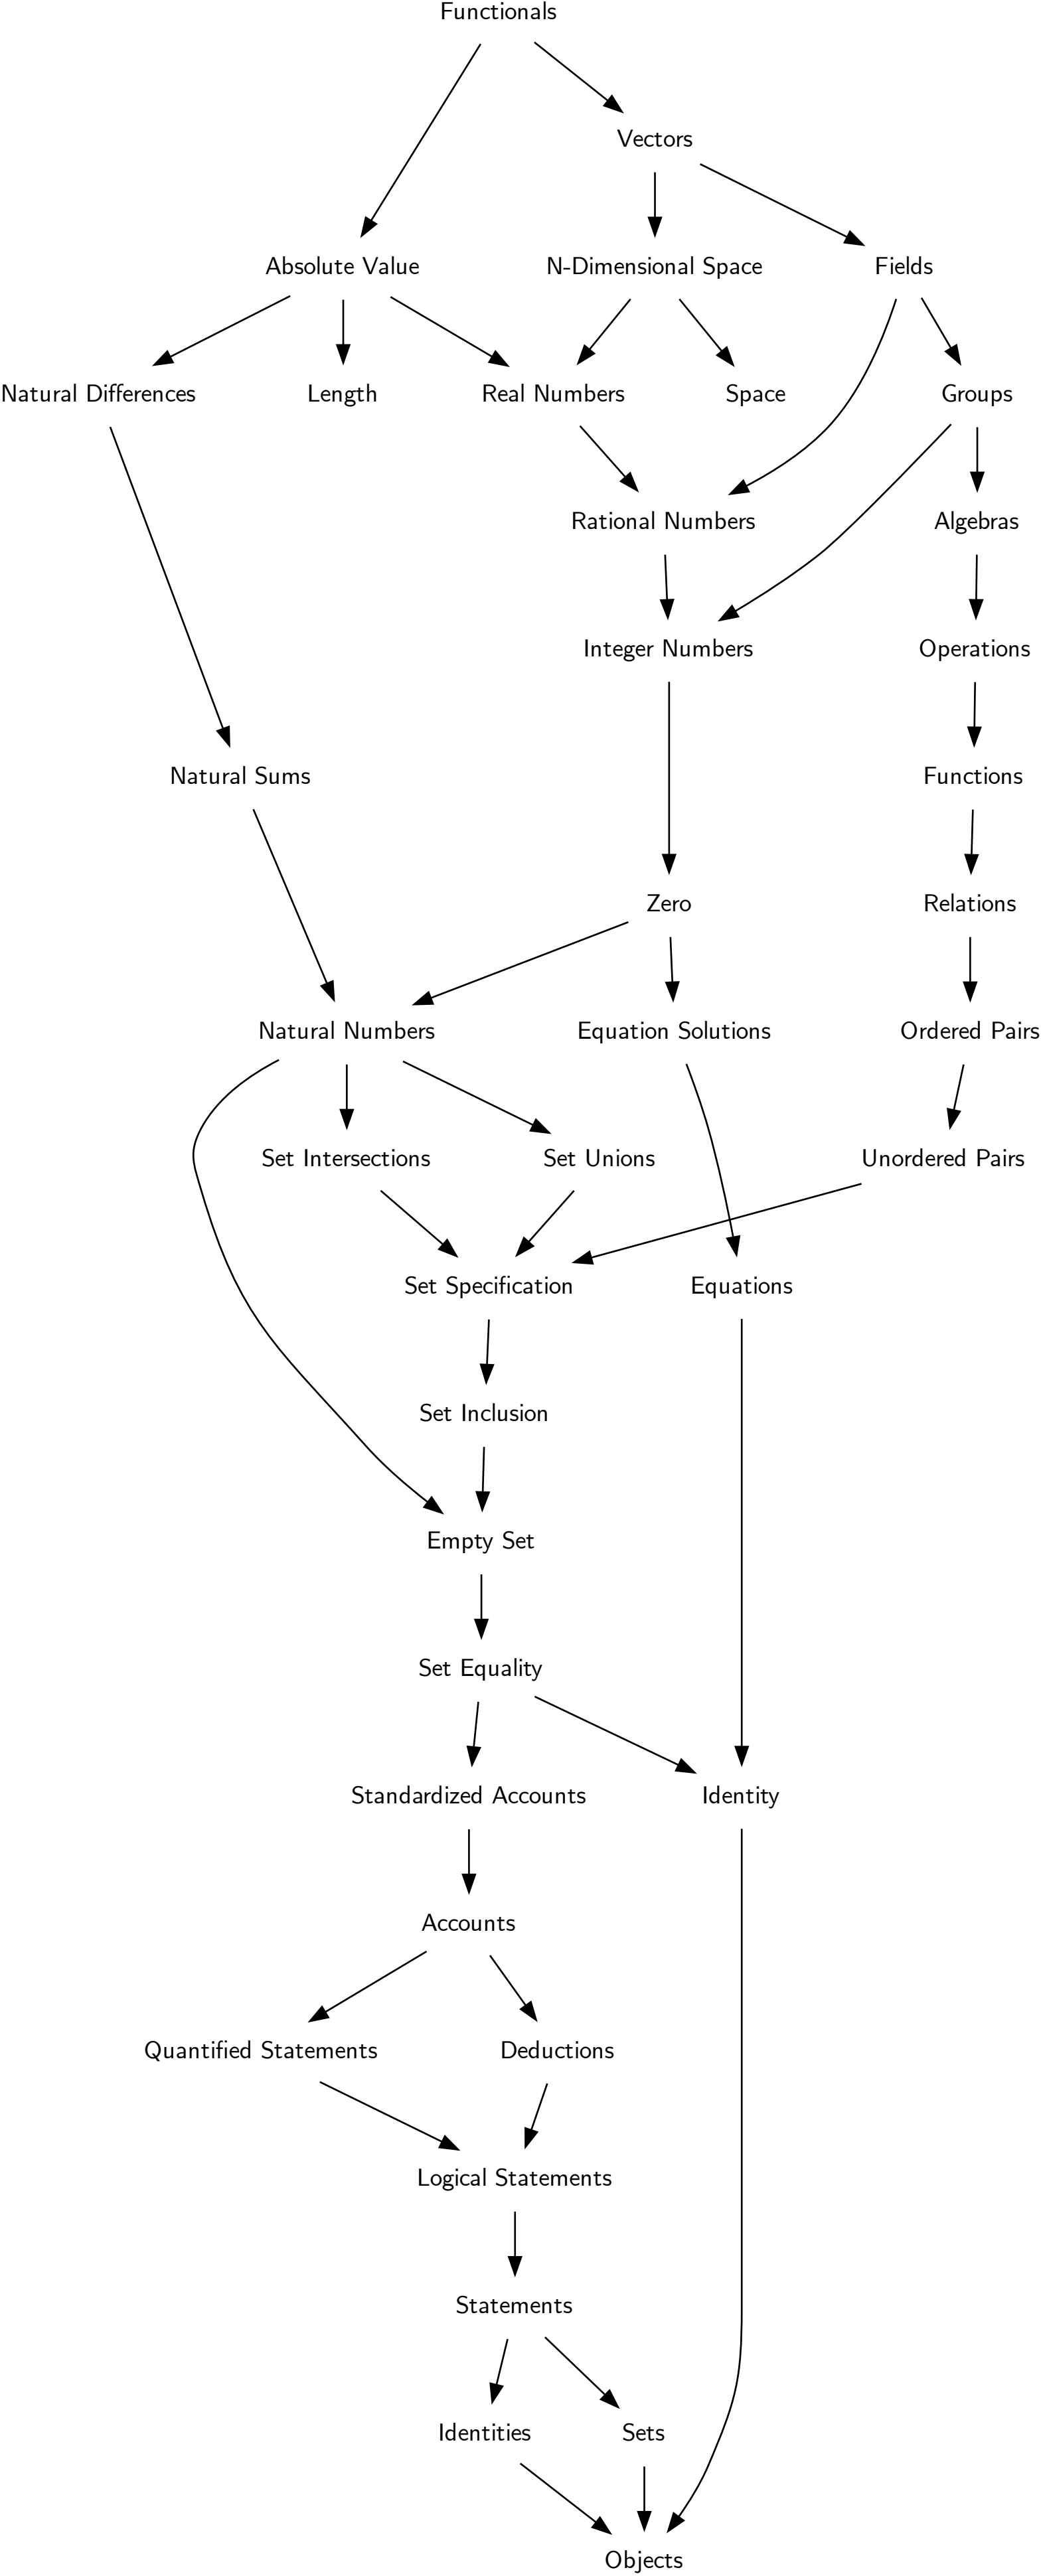 Functionals
Vectors
Absolute Value
N-Dimensional Space
Fields
Natural Differences
Length
Real Numbers
Space
Groups
Rational Numbers
Algebras
Integer Numbers
Operations
Natural Sums
Functions
Zero
Relations
Natural Numbers
Equation Solutions
Ordered Pairs
Set Intersections
Set Unions
Unordered Pairs
Set Specification
Equations
Set Inclusion
Empty Set
Set Equality
Standardized Accounts
Identity
Accounts
Quantified Statements
Deductions
Logical Statements
Statements
Identities
Sets
Objects